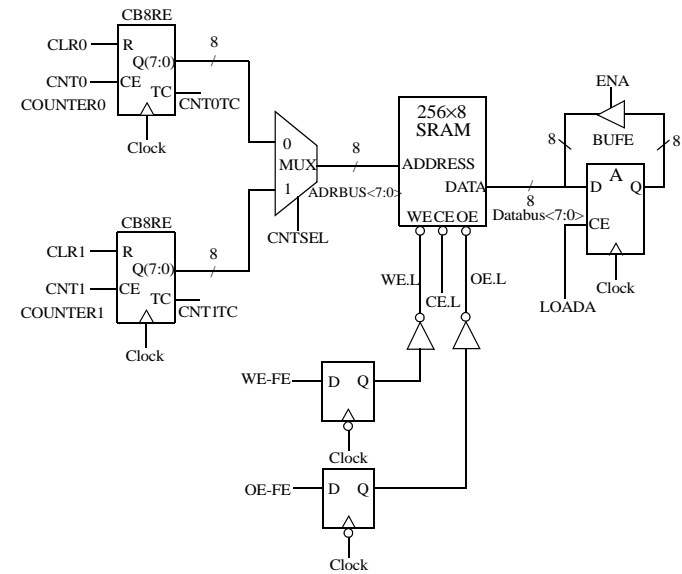 CB8RE
CLR0
R
8
Q(7:0)
CNT0
CE
TC
COUNTER0
CNT0TC
Clock
ENA
256×8
SRAM
8
BUFE
8
0
MUX
1
8
ADDRESS
ADRBUS<7:0>
DATA
8
Databus<7:0>
A
D
Q
CE
WE CE OE
CNTSEL
CB8RE
CLR1
R
8
Q(7:0)
CNT1
CE
TC
COUNTER1
CNT1TC
Clock
WE.L
CE.L
OE.L
Clock
LOADA
WE-FE
D
Q
Clock
OE-FE
D
Q
Clock